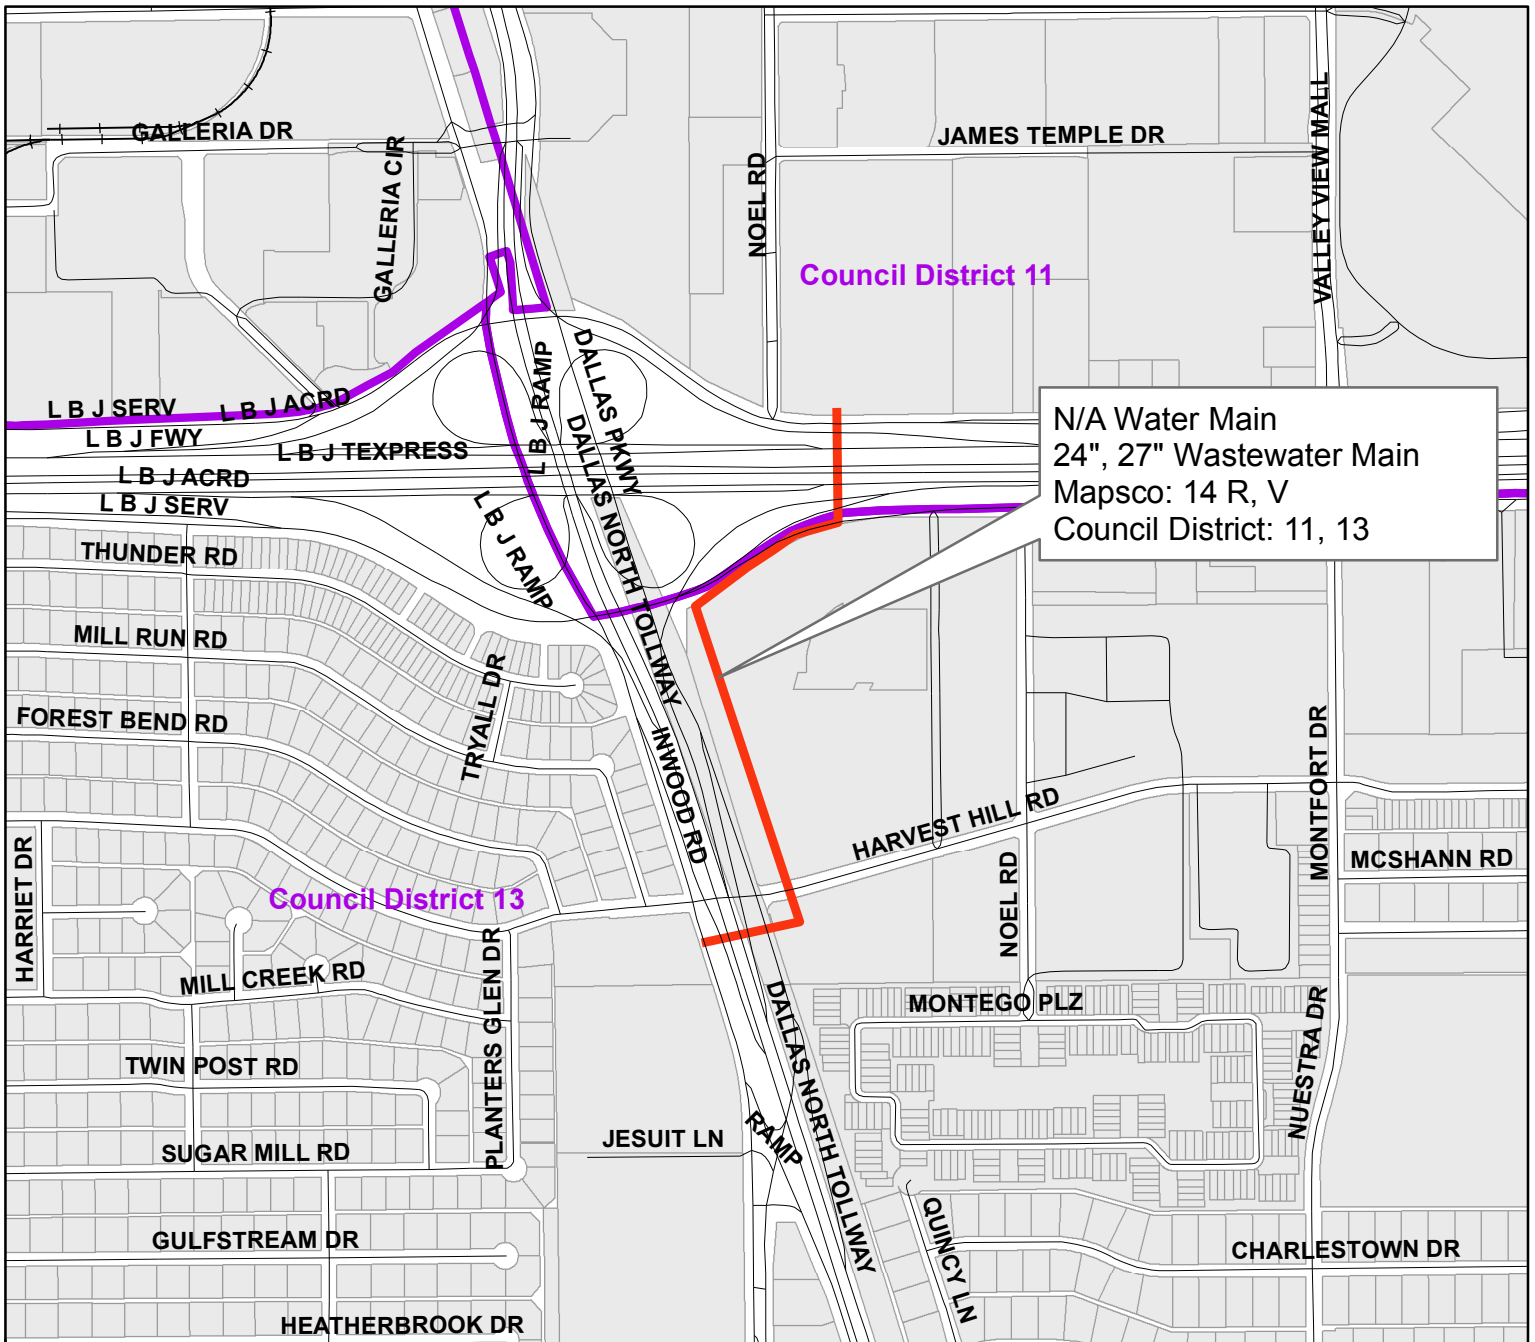 GALLERIA DR
JAMES TEMPLE DR
GALLERIA CIR
NOEL RD
VALLEY VIEW MALL
Council District 11
L B J SERV
L B J ACRD
L B J FWY
L B J TEXPRESS
L B J ACRD
L B J SERV
L B J RAMP
DALLAS PKWY
DALLAS NORTH TOLLWAY
L B J RAMP
N/A Water Main
24", 27" Wastewater Main
Mapsco: 14 R, V
Council District: 11, 13
THUNDER RD
MILL RUN RD
FOREST BEND RD
TRYALL DR
INWOOD RD
HARVEST HILL RD
MONTFORT DR
MCSHANN RD
HARRIET DR
Council District 13
NOEL RD
MILL CREEK RD
PLANTERS GLEN DR
MONTEGO PLZ
NUESTRA DR
DALLAS NORTH TOLLWAY
TWIN POST RD
JESUIT LN
RAMP
SUGAR MILL RD
QUINCY LN
GULFSTREAM DR
CHARLESTOWN DR
HEATHERBROOK DR